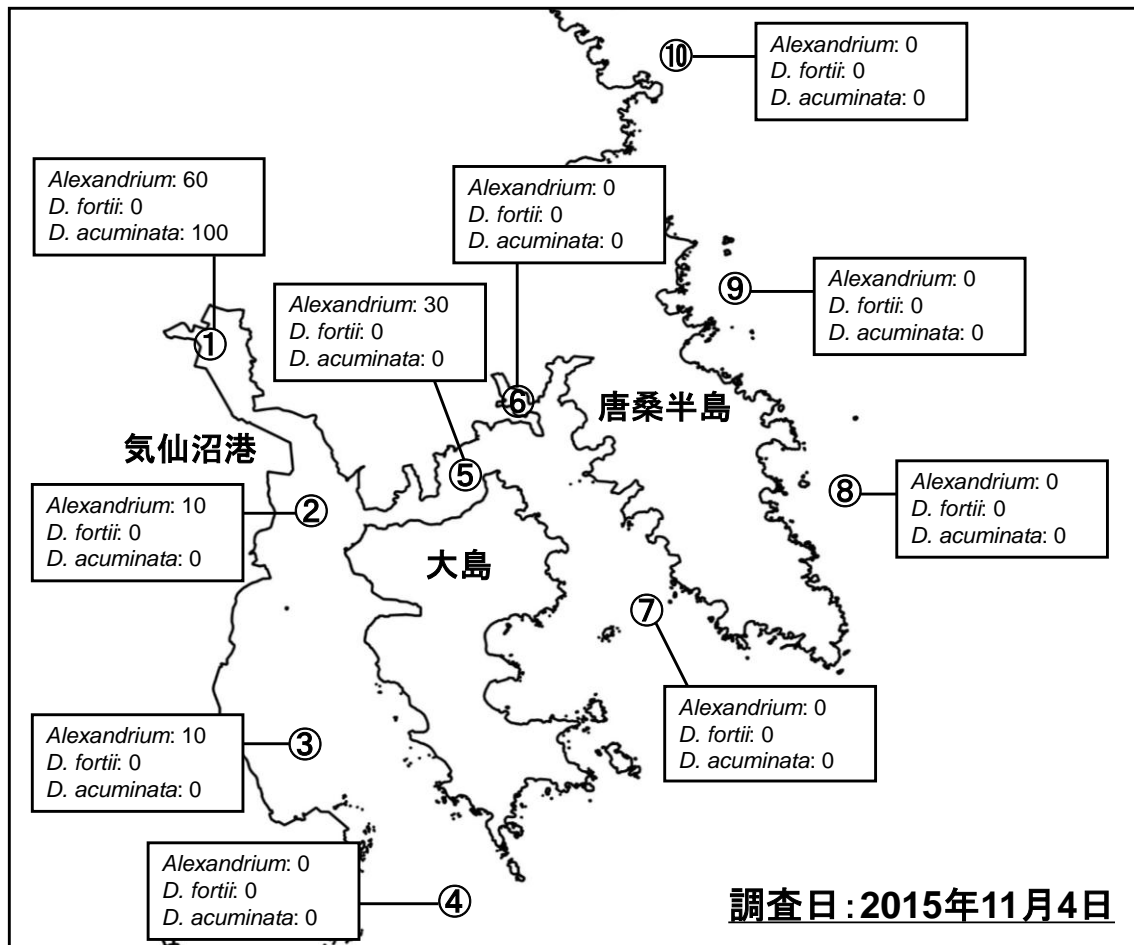 ⑩
Alexandrium: 0
D. fortii: 0
D. acuminata: 0
Alexandrium: 60
D. fortii: 0
D. acuminata: 100
①
Alexandrium: 0
D. fortii: 0
D. acuminata: 0
⑥
Alexandrium: 30
D. fortii: 0
D. acuminata: 0
⑤
⑨
Alexandrium: 0
D. fortii: 0
D. acuminata: 0
唐桑半島
気仙沼港
Alexandrium: 10
D. fortii: 0
D. acuminata: 0
②
大島
⑧
Alexandrium: 0
D. fortii: 0
D. acuminata: 0
⑦
Alexandrium: 0
D. fortii: 0
D. acuminata: 0
Alexandrium: 10
D. fortii: 0
D. acuminata: 0
③
Alexandrium: 0
D. fortii: 0
D. acuminata: 0
④
調査日:2015年11月4日